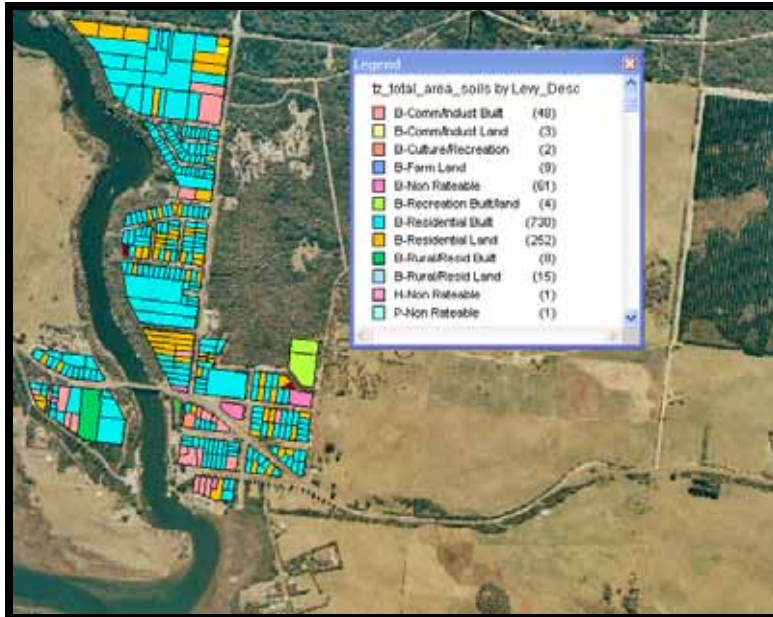 Legend
tz_total_area_soils by Levy_Desc
B-Comm/Indust Built (48)
B-Comm/Indust Land (3)
B-Culture/Recreation (2)
B-Farm Land (9)
B-Non Rateable (61)
B-Recreation Built/land (4)
B-Residential Built (730)
B-Residential Land (252)
B-Rural/Resid Built (8)
B-Rural/Resid Land (15)
H-Non Rateable (1)
P-Non Rateable (1)